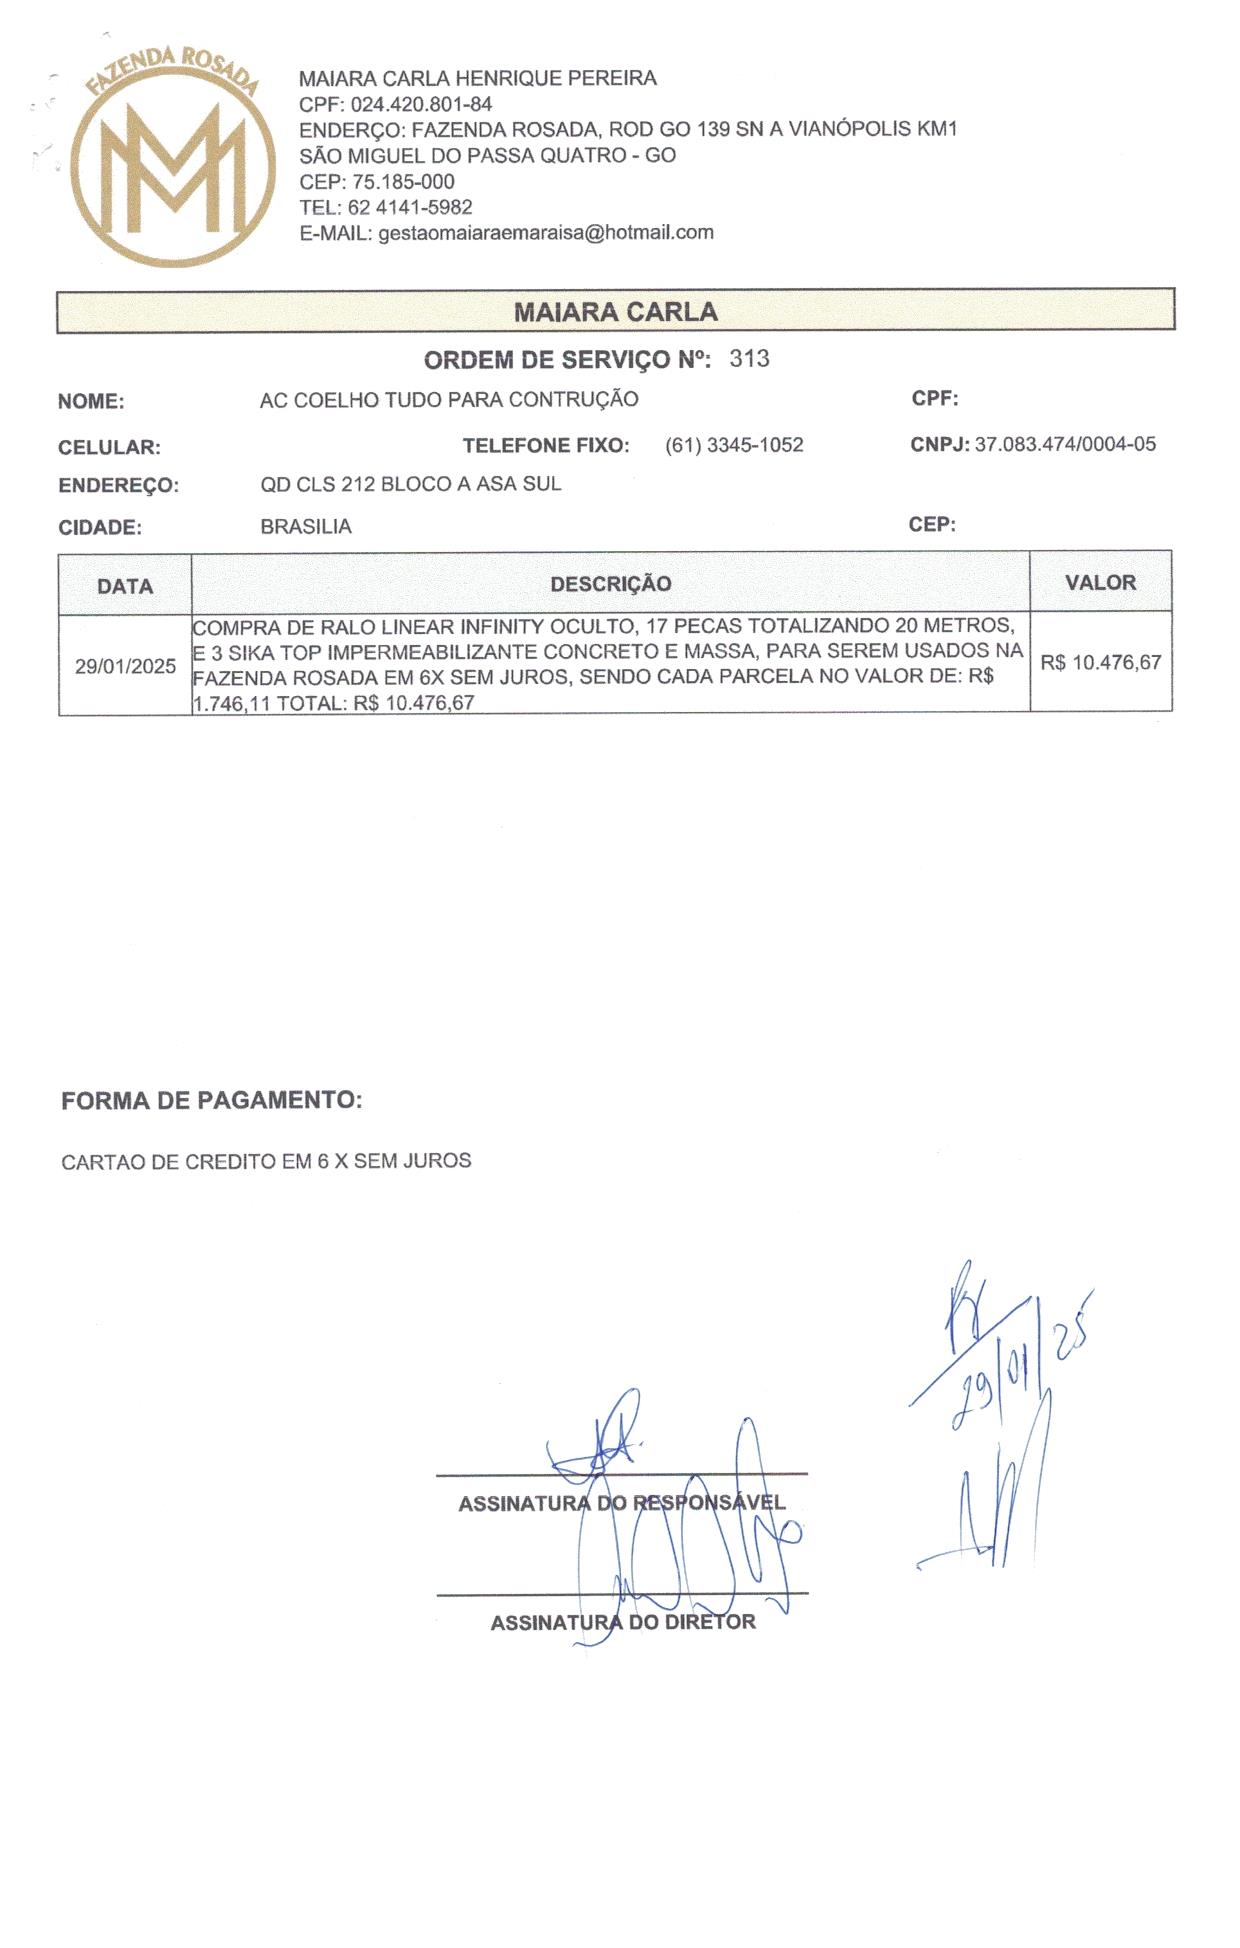 FAZENDA ROSADA
MAIARA CARLA HENRIQUE PEREIRA
CPF: 024.420.801-84
ENDERÇO: FAZENDA ROSADA, ROD GO 139 SN A VIANÓPOLIS KM1
SÃO MIGUEL DO PASSA QUATRO - GO
CEP: 75.185-000
TEL: 62 4141-5982
E-MAIL: gestaomaiaraemaraisa@hotmail.com
MAIARA CARLA
ORDEM DE SERVIÇO Nº: 313
NOME: AC COELHO TUDO PARA CONTRUÇÃO CPF:
CELULAR: TELEFONE FIXO: (61) 3345-1052 CNPJ: 37.083.474/0004-05
ENDEREÇO: QD CLS 212 BLOCO A ASA SUL
CIDADE: BRASILIA CEP:
DATA DESCRIÇÃO VALOR
COMPRA DE RALO LINEAR INFINITY OCULTO, 17 PECAS TOTALIZANDO 20 METROS,
29/01/2025 E 3 SIKA TOP IMPERMEABILIZANTE CONCRETO E MASSA, PARA SEREM USADOS NA R$ 10.476,67
FAZENDA ROSADA EM 6X SEM JUROS, SENDO CADA PARCELA NO VALOR DE: R$
1.746,11 TOTAL: R$ 10.476,67
FORMA DE PAGAMENTO:
CARTAO DE CREDITO EM 6 X SEM JUROS
29/01/25
ASSINATURA DO RESPONSÁVEL
ASSINATURA DO DIRETOR